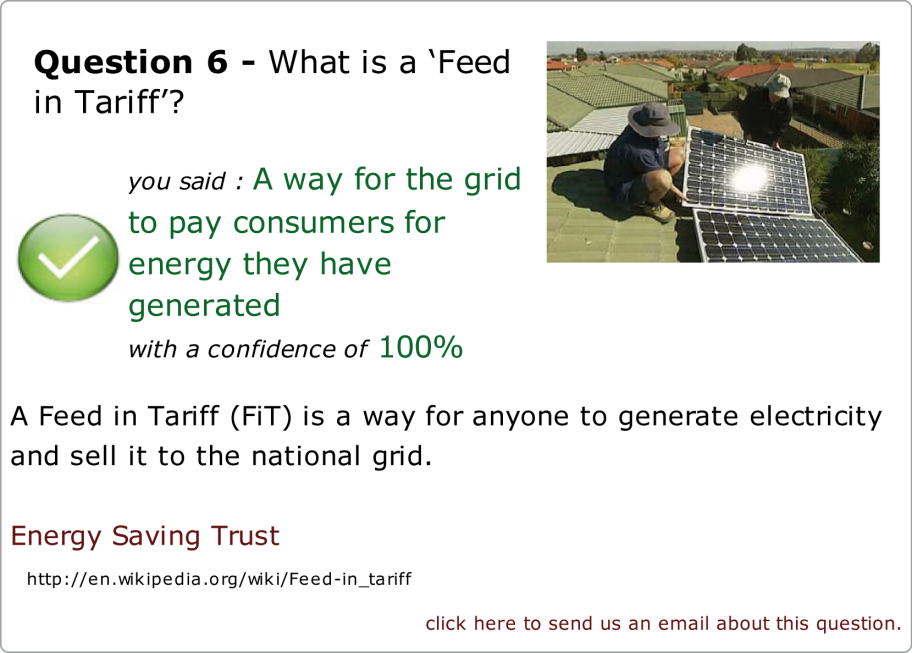 Question 6 - What is a ‘Feed
in Tariff’?
you said : A way for the grid
to pay consumers for
energy they have
generated
with a confidence of 100%
A Feed in Tariff (FiT) is a way for anyone to generate electricity
and sell it to the national grid.
Energy Saving Trust
http://en.wikipedia.org/wiki/Feed-in_tariff
click here to send us an email about this question.